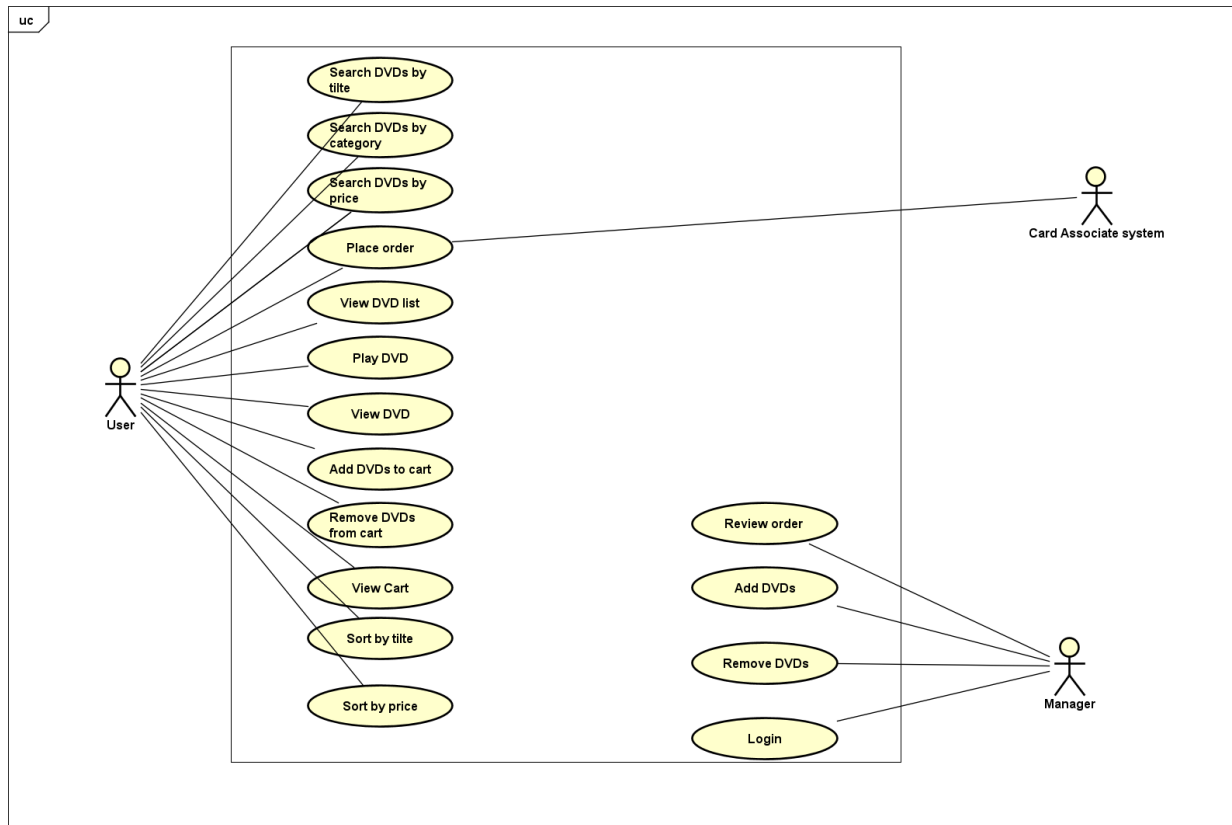 uc
Search DVDs by
tilte
Search DVDs by
category
Search DVDs by
price
Place order
Card Associate system
View DVD list
Play DVD
View DVD
User
Add DVDs to cart
Remove DVDs
from cart
Review order
View Cart
Add DVDs
Sort by tilte
Remove DVDs
Manager
Sort by price
Login